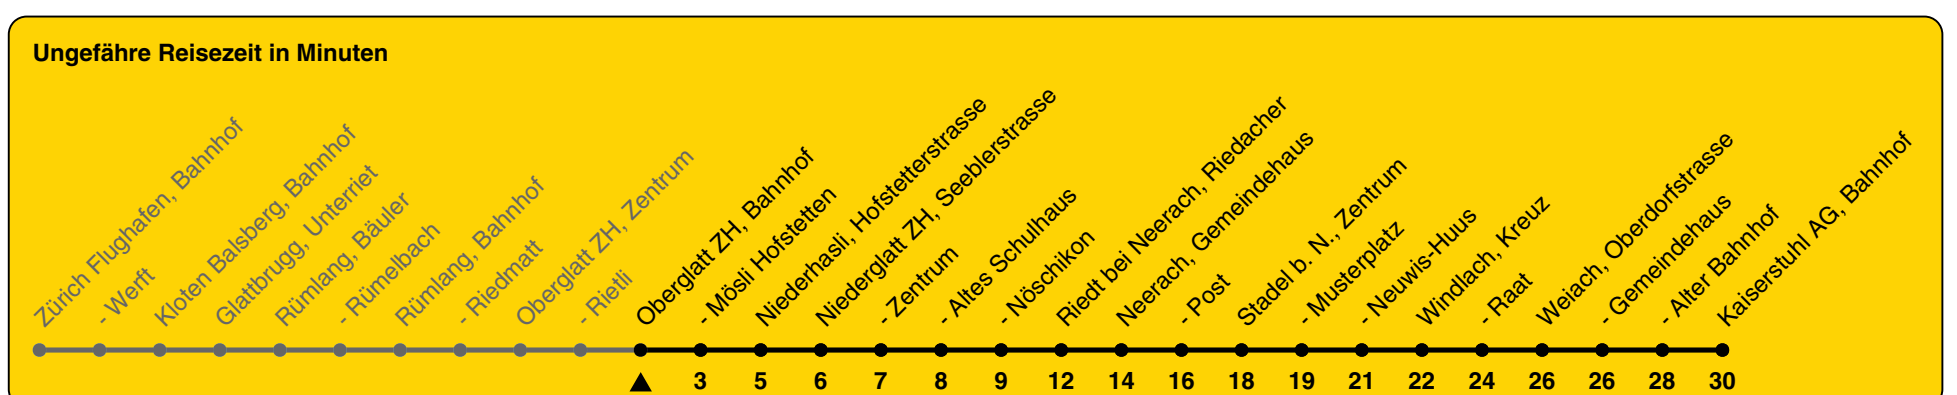 Ungefähre Reisezeit in Minuten
Zürich Flughafen, Bahnhof
- Werft
Kloten Balsberg, Bahnhof
Glattbrugg, Unterriet
Rümlang, Bäuler
- Rümelbach
Rümlang, Bahnhof
- Riedmatt
Oberglatt ZH, Zentrum
- Rietli
Oberglatt ZH, Bahnhof
- Mösli Hofstetten
Niederhasli, Hofstetterstrasse
Niederglatt ZH, Seeblerstrasse
- Zentrum
- Altes Schulhaus
- Nöschikon
Riedt bei Neerach, Riedacher
Neerach, Gemeindehaus
- Post
Stadel b. N., Zentrum
- Musterplatz
- Neuwis-Huus
Windlach, Kreuz
- Raat
Weiach, Oberdorfstrasse
- Gemeindehaus
- Alter Bahnhof
Kaiserstuhl AG, Bahnhof
3 5 6 7 8 9 12 14 16 18 19 21 22 24 26 26 28 30